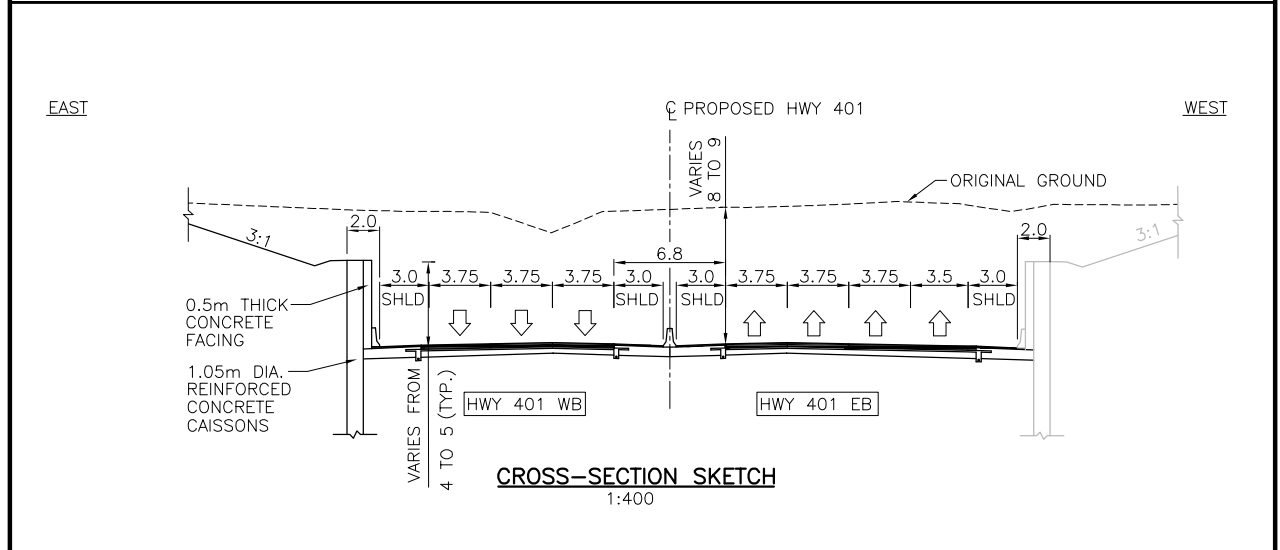 EAST
℄ PROPOSED HWY 401
WEST
VARIES
8 TO 9
ORIGINAL GROUND
2.0
3:1
6.8
2.0
3:1
3.0
3.75
3.75
3.75
3.0
3.0
3.75
3.75
3.75
3.5
3.0
SHLD
SHLD
SHLD
SHLD
0.5m THICK
CONCRETE
FACING
1.05m DIA.
REINFORCED
CONCRETE
CAISSONS
VARIES FROM
4 TO 5 (TYP.)
HWY 401 WB
HWY 401 EB
CROSS-SECTION SKETCH
1:400